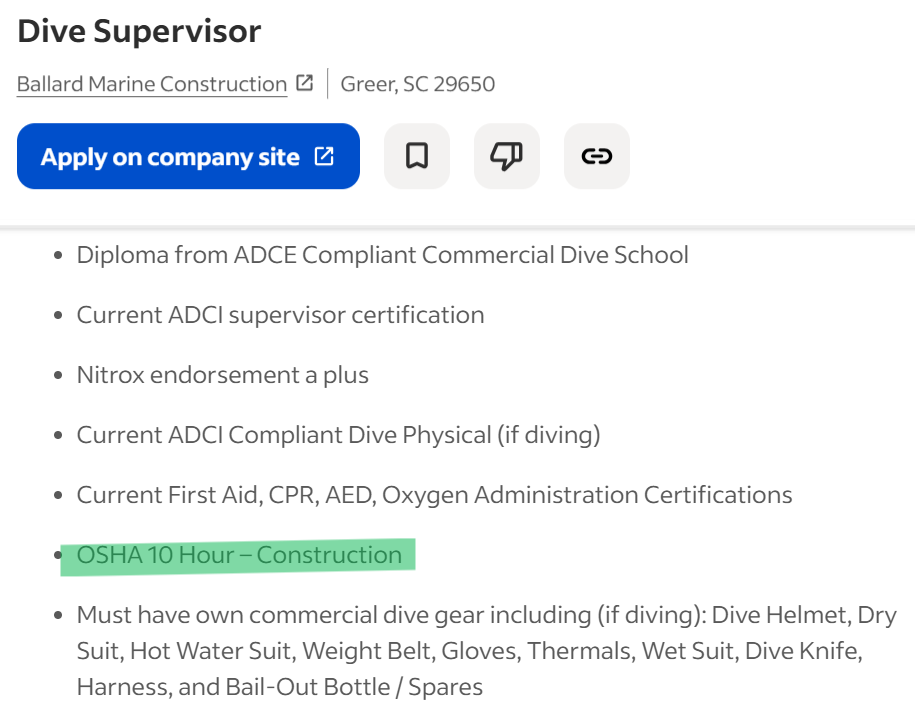 Dive Supervisor
Ballard Marine Construction Greer, SC 29650
Apply on company site
• Diploma from ADCE Compliant Commercial Dive School
• Current ADCI supervisor certification
• Nitrox endorsement a plus
• Current ADCI Compliant Dive Physical (if diving)
• Current First Aid, CPR, AED, Oxygen Administration Certifications
• OSHA 10 Hour – Construction
• Must have own commercial dive gear including (if diving): Dive Helmet, Dry
Suit, Hot Water Suit, Weight Belt, Gloves, Thermals, Wet Suit, Dive Knife,
Harness, and Bail-Out Bottle / Spares